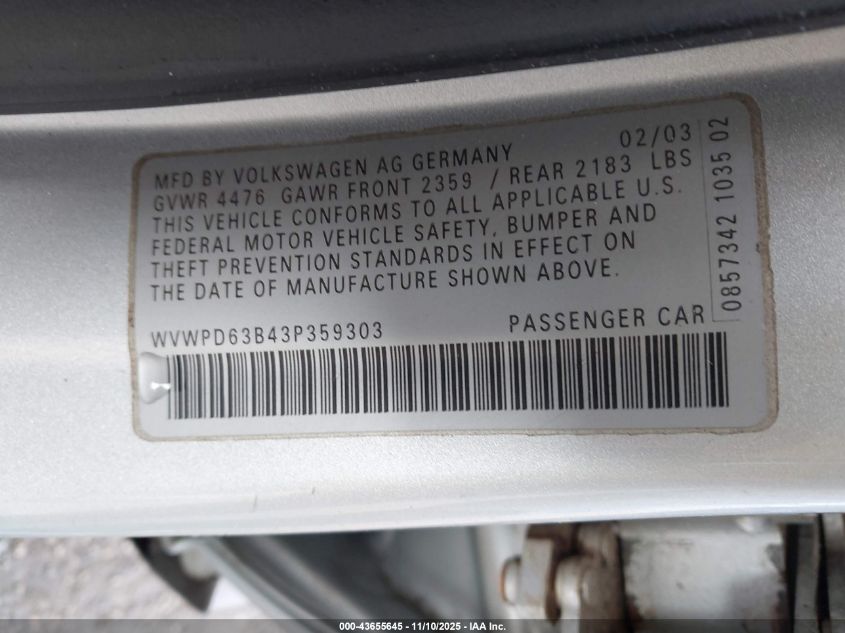 02/03
MFD BY VOLKSWAGEN AG GERMANY
GVWR 4476 GAWR FRONT 2359 / REAR 2183 LBS
THIS VEHICLE CONFORMS TO ALL APPLICABLE U.S.
FEDERAL MOTOR VEHICLE SAFETY, BUMPER AND
THEFT PREVENTION STANDARDS IN EFFECT ON
THE DATE OF MANUFACTURE SHOWN ABOVE.
WVWPD63B43P359303 PASSENGER CAR
0857342 1035 02
000-43655645 - 11/10/2025 - IAA Inc.